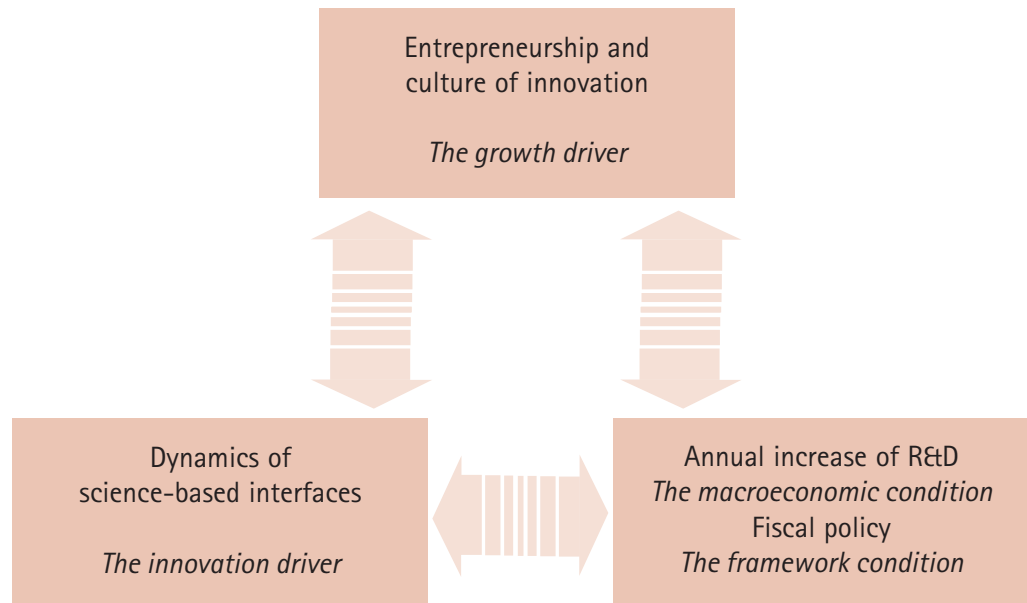 Entrepreneurship and
culture of innovation
The growth driver
Dynamics of
science-based interfaces
The innovation driver
Annual increase of R&D
The macroeconomic condition
Fiscal policy
The framework condition